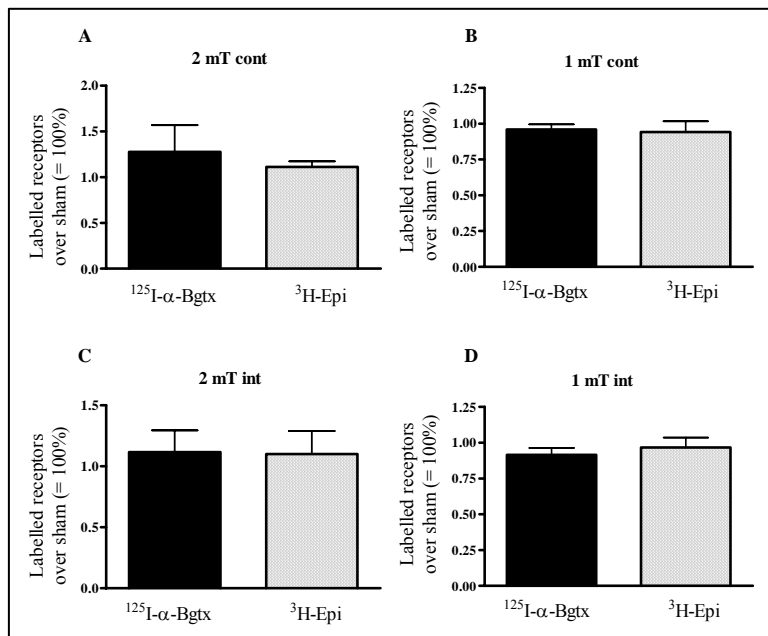 A
2 mT cont
Labelled receptors
over sham (= 100%)
2.0
1.5
1.0
0.5
0.0
¹²⁵I-α-Bgtx
³H-Epi
B
1 mT cont
Labelled receptors
over sham (= 100%)
1.25
1.00
0.75
0.50
0.25
0.00
¹²⁵I-α-Bgtx
³H-Epi
C
2 mT int
Labelled receptors
over sham (= 100%)
1.5
1.0
0.5
0.0
¹²⁵I-α-Bgtx
³H-Epi
D
1 mT int
Labelled receptors
over sham (= 100%)
1.25
1.00
0.75
0.50
0.25
0.00
¹²⁵I-α-Bgtx
³H-Epi